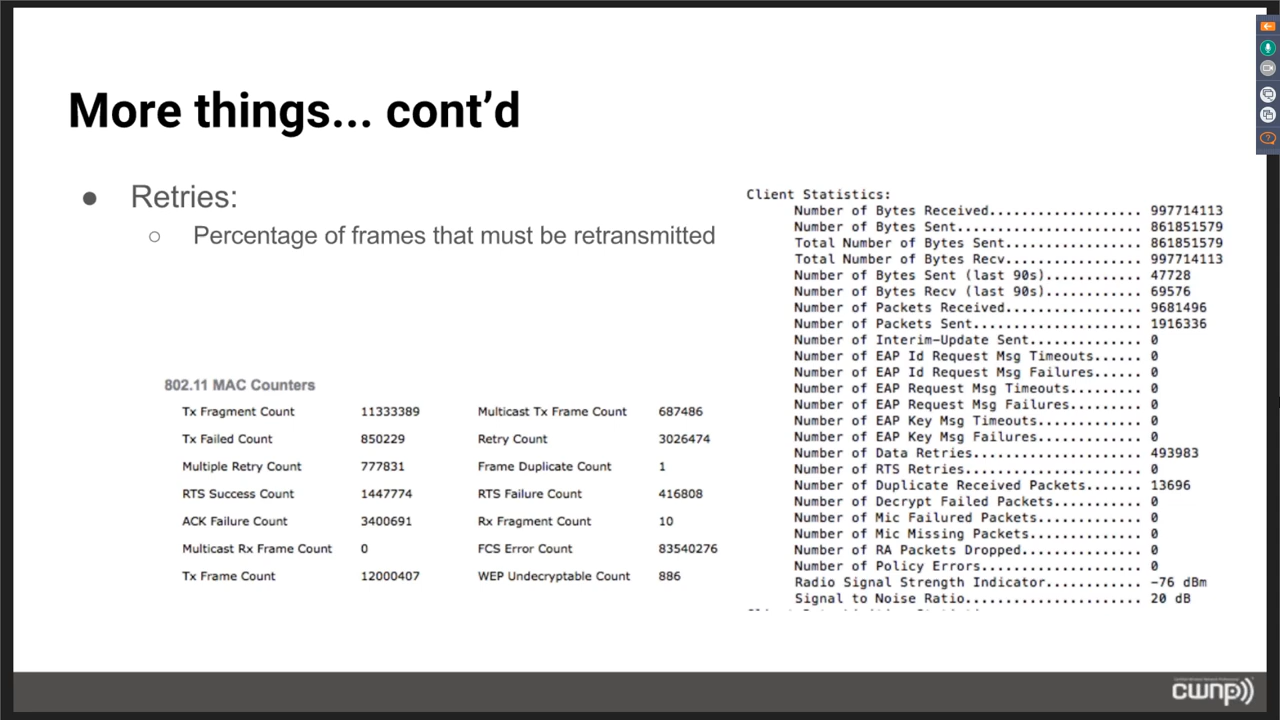 More things... cont'd
● Retries:
○ Percentage of frames that must be retransmitted
802.11 MAC Counters
Tx Fragment Count 11333389 Multicast Tx Frame Count 687486
Tx Failed Count 850229 Retry Count 3026474
Multiple Retry Count 777831 Frame Duplicate Count 1
RTS Success Count 1447774 RTS Failure Count 416808
ACK Failure Count 3400691 Rx Fragment Count 10
Multicast Rx Frame Count 0 FCS Error Count 83540276
Tx Frame Count 12000407 WEP Undecryptable Count 886
Client Statistics:
Number of Bytes Received................... 997714113
Number of Bytes Sent....................... 861851579
Total Number of Bytes Sent................. 861851579
Total Number of Bytes Recv................. 997714113
Number of Bytes Sent (last 90s)............ 47728
Number of Bytes Recv (last 90s)............ 69576
Number of Packets Received................. 9681496
Number of Packets Sent..................... 1916336
Number of Interim-Update Sent.............. 0
Number of EAP Id Request Msg Timeouts...... 0
Number of EAP Id Request Msg Failures...... 0
Number of EAP Request Msg Timeouts......... 0
Number of EAP Request Msg Failures......... 0
Number of EAP Key Msg Timeouts............. 0
Number of EAP Key Msg Failures............. 0
Number of Data Retries..................... 493983
Number of RTS Retries...................... 0
Number of Duplicate Received Packets....... 13696
Number of Decrypt Failed Packets........... 0
Number of Mic Failured Packets............. 0
Number of Mic Missing Packets.............. 0
Number of RA Packets Dropped............... 0
Number of Policy Errors.................... 0
Radio Signal Strength Indicator............ -76 dBm
Signal to Noise Ratio...................... 20 dB
cwnp